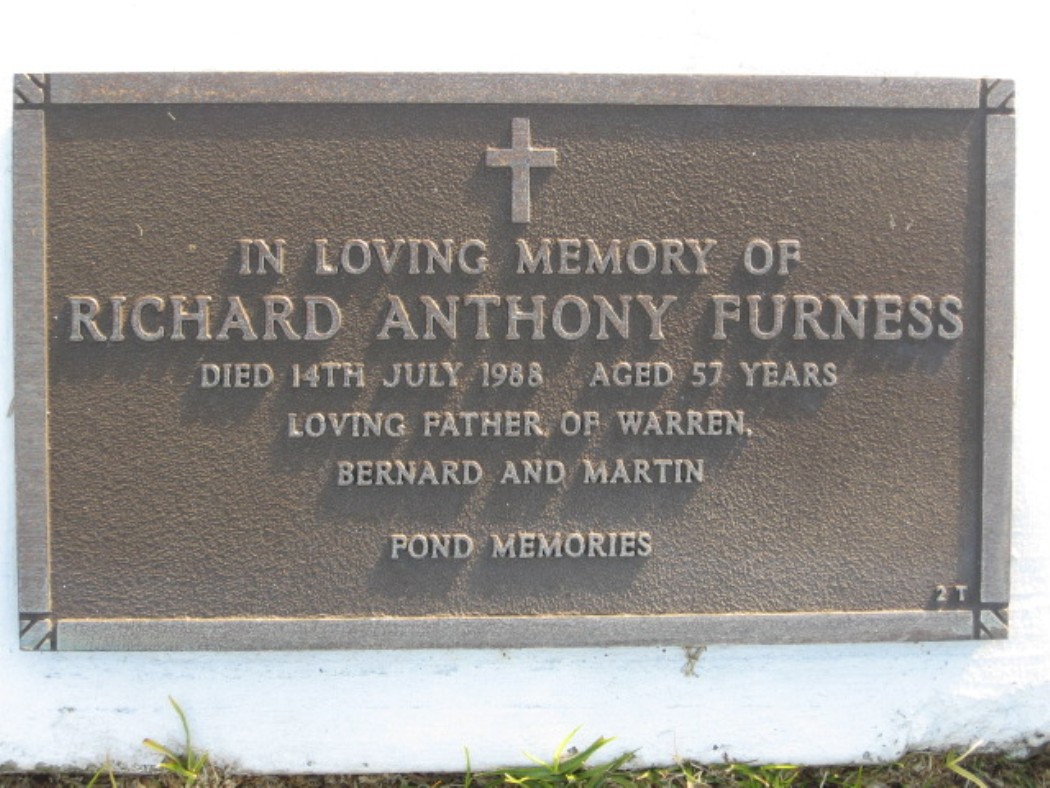 IN LOVING MEMORY OF
RICHARD ANTHONY FURNESS
DIED 14TH JULY 1988 AGED 57 YEARS
LOVING FATHER OF WARREN,
BERNARD AND MARTIN
POND MEMORIES
2 T